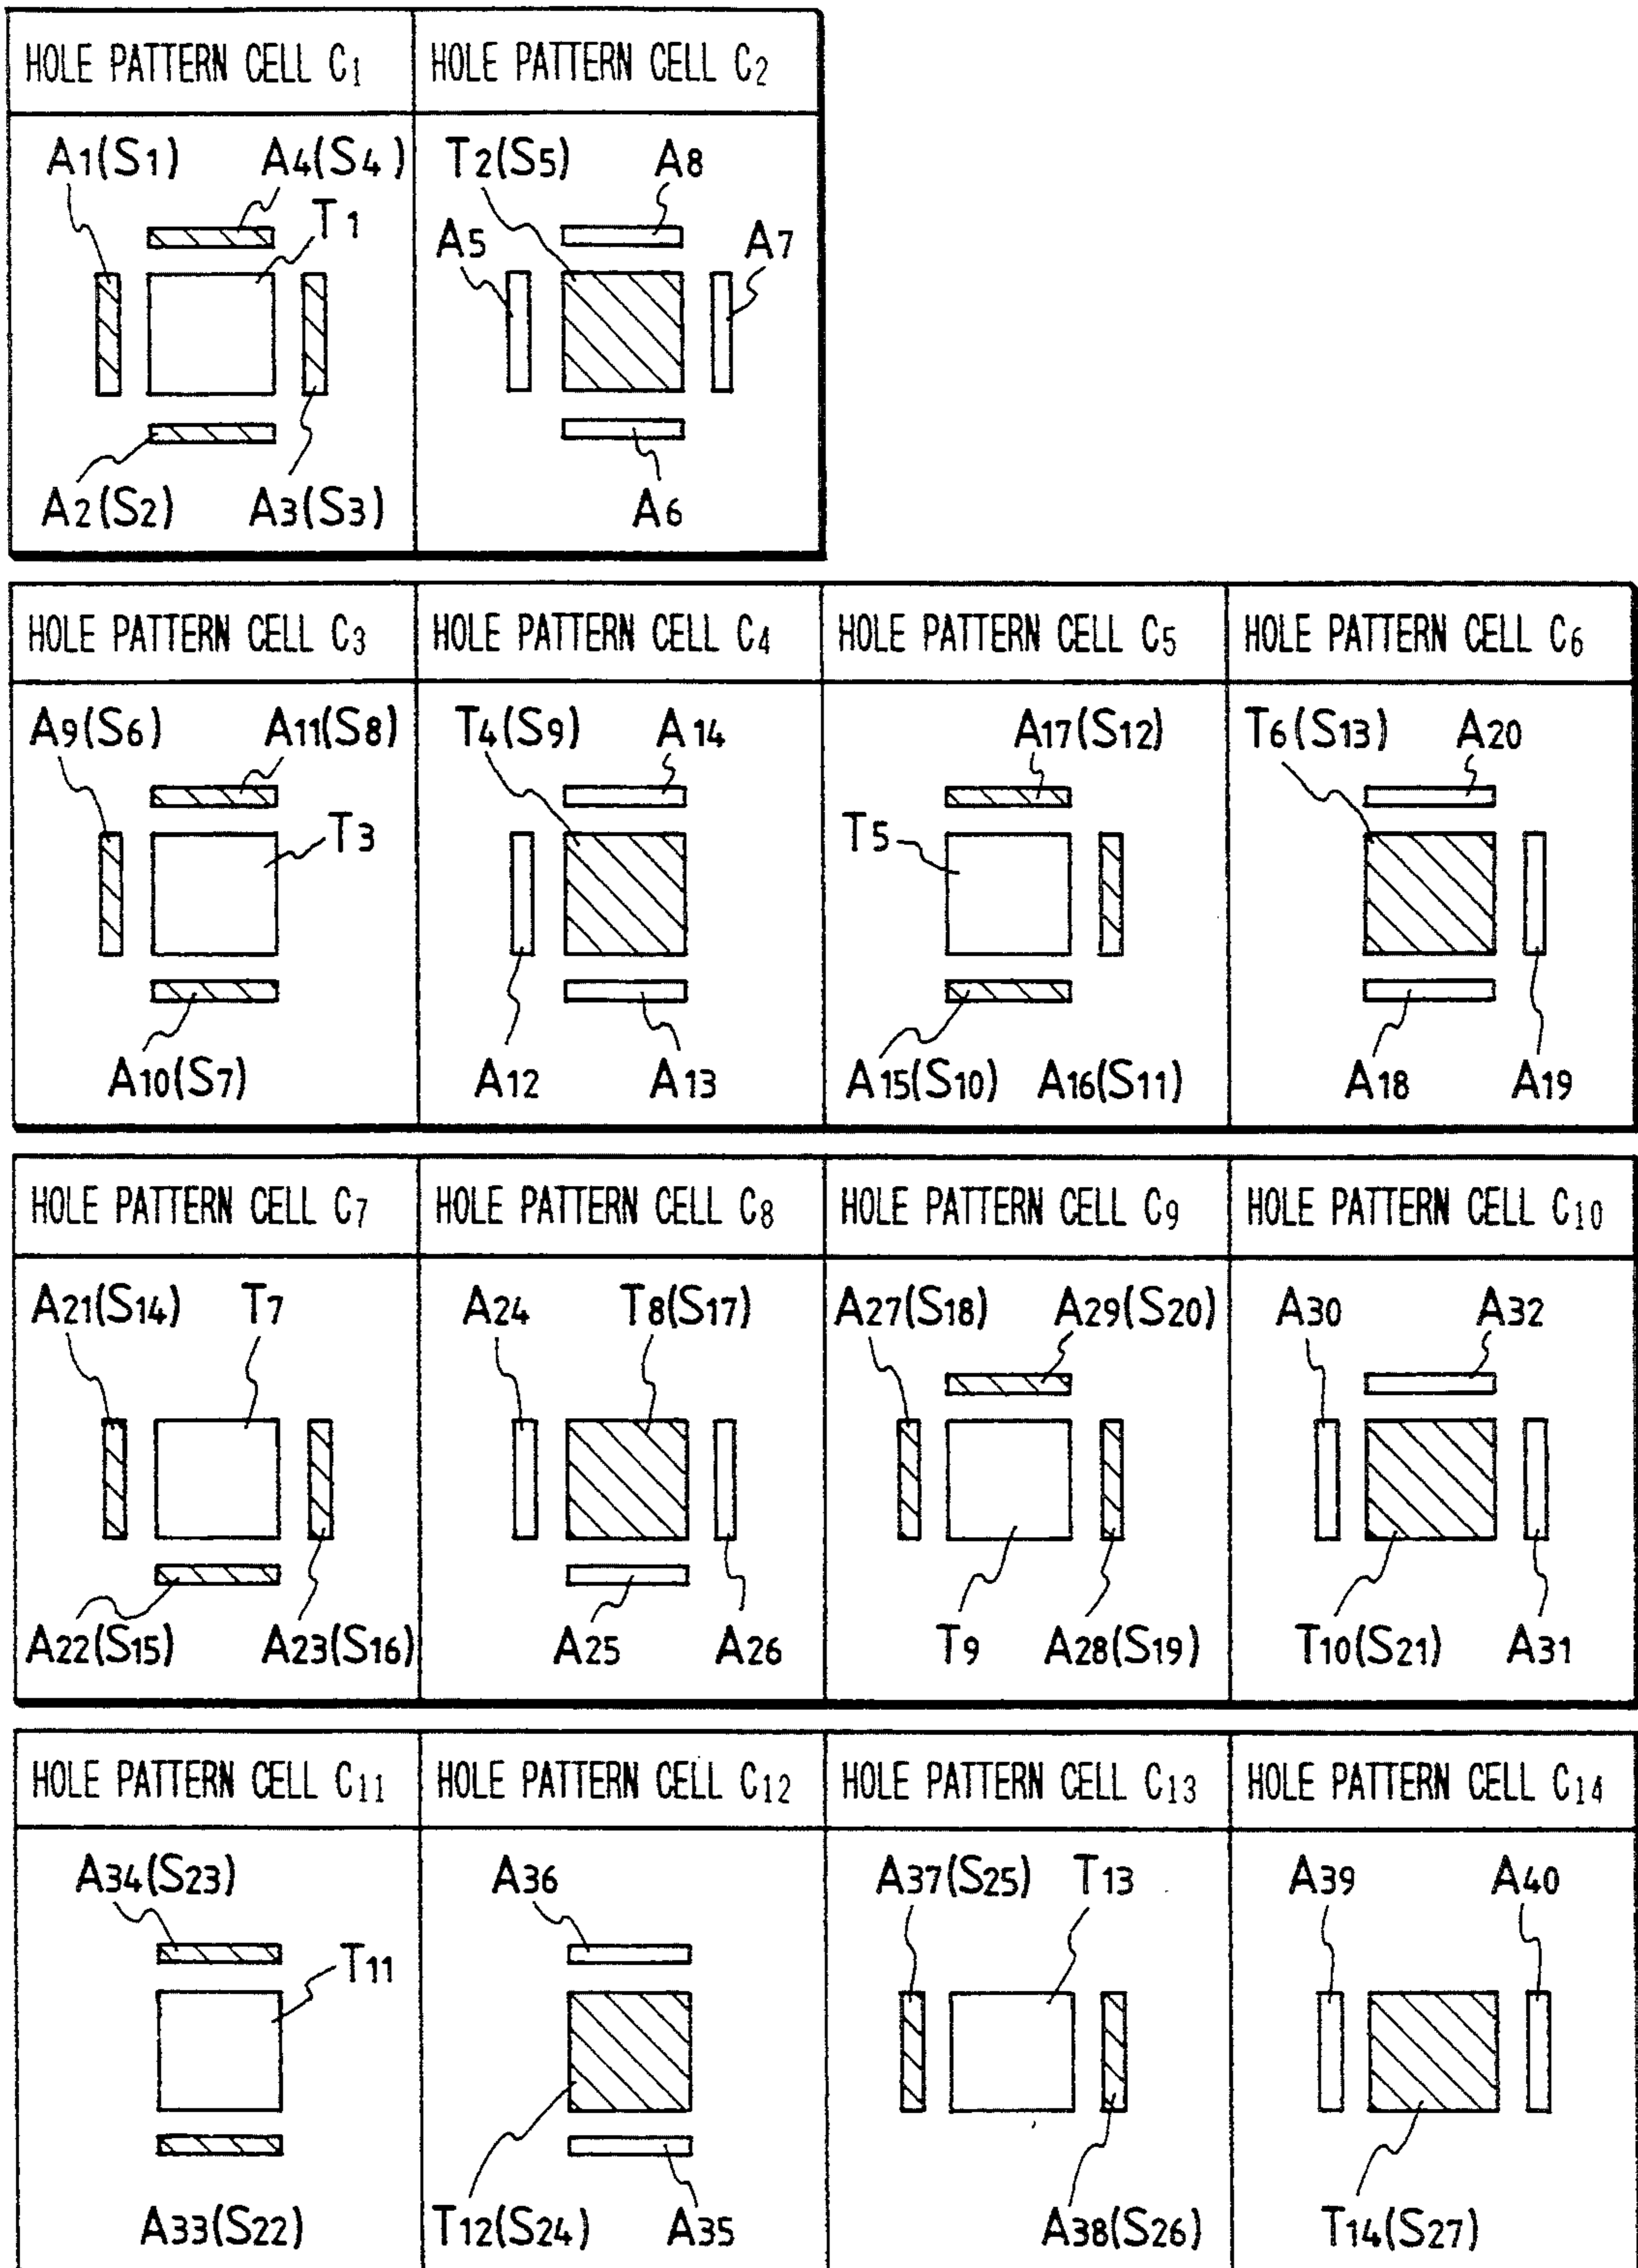 HOLE PATTERN CELL C1
HOLE PATTERN CELL C2
A1(S1)
A4(S4)
T1
A2(S2)
A3(S3)
T2(S5)
A8
A5
A7
A6
HOLE PATTERN CELL C3
HOLE PATTERN CELL C4
HOLE PATTERN CELL C5
HOLE PATTERN CELL C6
A9(S6)
A11(S8)
T3
A10(S7)
T4(S9)
A14
A12
A13
A17(S12)
T5
A15(S10)
A16(S11)
T6(S13)
A20
A18
A19
HOLE PATTERN CELL C7
HOLE PATTERN CELL C8
HOLE PATTERN CELL C9
HOLE PATTERN CELL C10
A21(S14)
T7
A22(S15)
A23(S16)
A24
T8(S17)
A25
A26
A27(S18)
A29(S20)
T9
A28(S19)
A30
A32
T10(S21)
A31
HOLE PATTERN CELL C11
HOLE PATTERN CELL C12
HOLE PATTERN CELL C13
HOLE PATTERN CELL C14
A34(S23)
T11
A33(S22)
A36
T12(S24)
A35
A37(S25)
T13
A38(S26)
A39
A40
T14(S27)